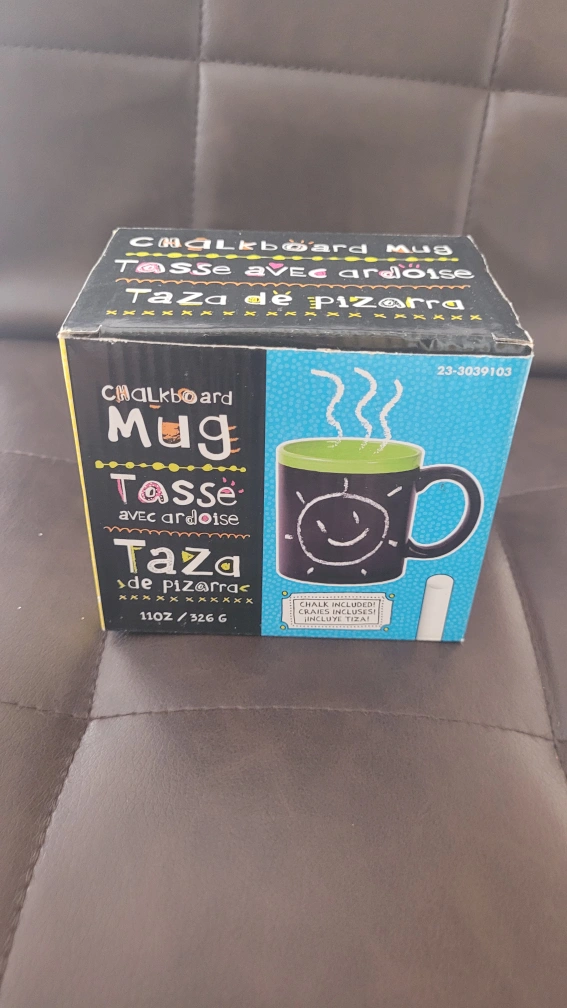 Chalkboard Mug
Tasse avec ardoise
Taza de pizarra
23-3039103
Chalkboard
Mug
Tasse
avec ardoise
Taza
de pizarra
11OZ / 326 G
CHALK INCLUDED!
CRAIES INCLUSES!
¡INCLUYE TIZA!